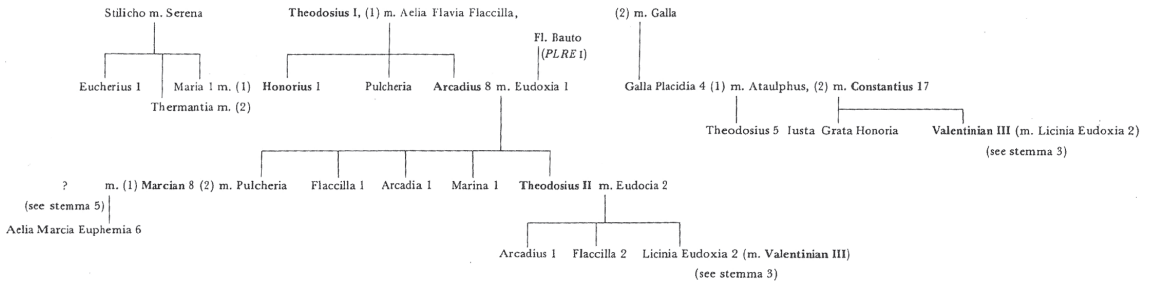 Stilicho m. Serena Theodosius I, (1) m. Aelia Flavia Flaccilla, (2) m. Galla
Fl. Bauto
(PLRE 1)
Eucherius 1 Maria 1 m. (1) Honorius 1 Pulcheria Arcadius 8 m. Eudoxia 1 Galla Placidia 4 (1) m. Ataulphus, (2) m. Constantius 17
Thermantia m. (2)
Theodosius 5 Iusta Grata Honoria Valentinian III (m. Licinia Eudoxia 2)
(see stemma 3)
? m. (1) Marcian 8 (2) m. Pulcheria Flaccilla 1 Arcadia 1 Marina 1 Theodosius II m. Eudocia 2
(see stemma 5)
Aelia Marcia Euphemia 6
Arcadius 1 Flaccilla 2 Licinia Eudoxia 2 (m. Valentinian III)
(see stemma 3)